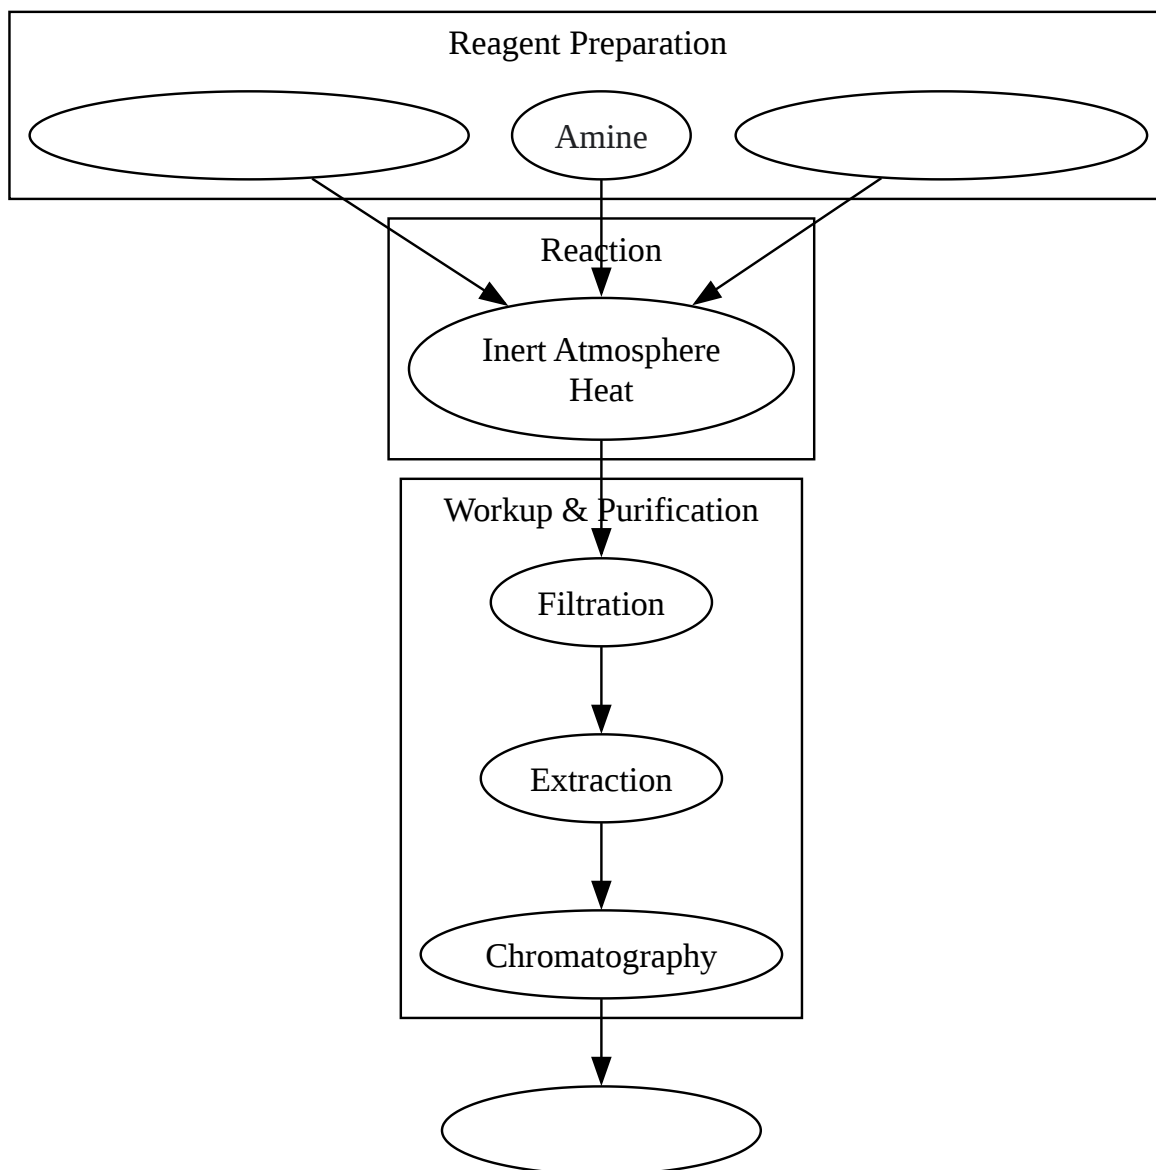 Reagent Preparation
Amine
Reaction
Inert Atmosphere
Heat
Workup & Purification
Filtration
Extraction
Chromatography